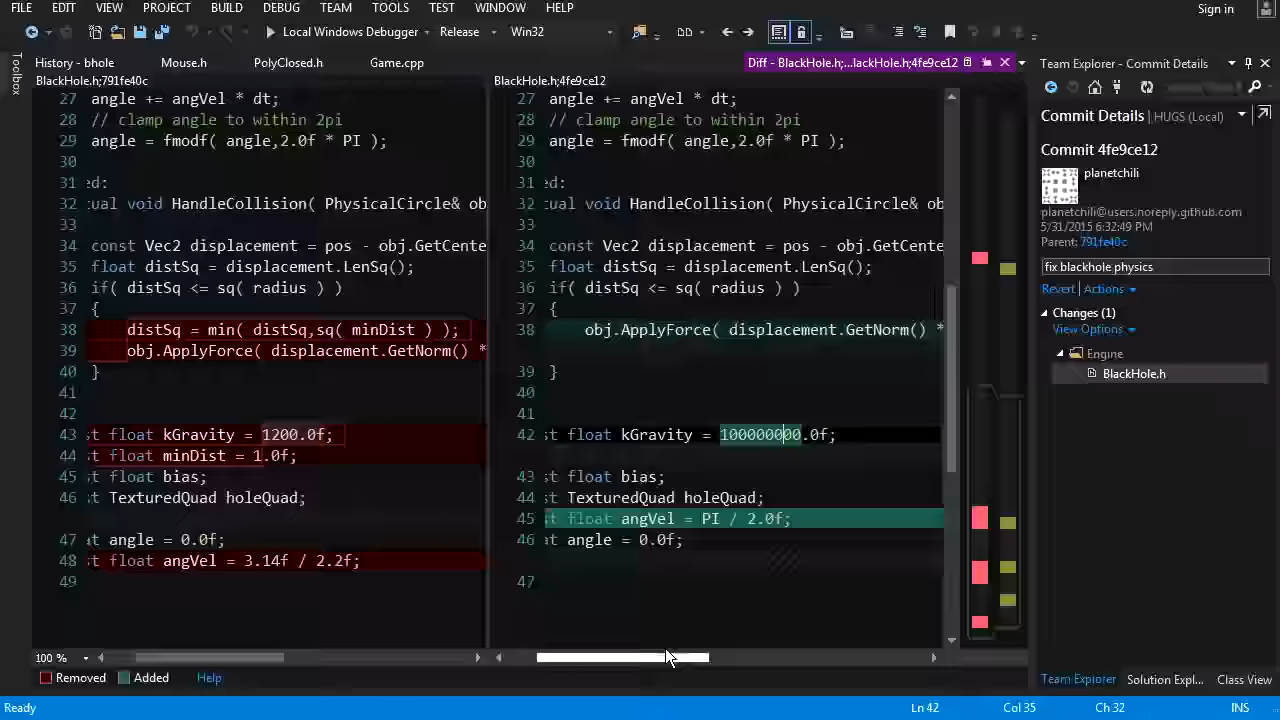 FILE EDIT VIEW PROJECT BUILD DEBUG TEAM TOOLS TEST WINDOW HELP
Sign in
Local Windows Debugger Release Win32
Toolbox
History - bhole Mouse.h PolyClosed.h Game.cpp Diff - BlackHole.h;...lackHole.h;4fe9ce12
BlackHole.h;791fe40c
27 angle += angVel * dt;
28 // clamp angle to within 2pi
29 angle = fmodf( angle,2.0f * PI );
30
31 ed:
32 ual void HandleCollision( PhysicalCircle& ob
33
34 const Vec2 displacement = pos - obj.GetCente
35 float distSq = displacement.LenSq();
36 if( distSq <= sq( radius ) )
37 {
38 distSq = min( distSq,sq( minDist ) );
39 obj.ApplyForce( displacement.GetNorm() *
40 }
41
42
43 t float kGravity = 1200.0f;
44 t float minDist = 1.0f;
45 t float bias;
46 t TexturedQuad holeQuad;
47 t angle = 0.0f;
48 t float angVel = 3.14f / 2.2f;
49
BlackHole.h;4fe9ce12
27 angle += angVel * dt;
28 // clamp angle to within 2pi
29 angle = fmodf( angle,2.0f * PI );
30
31 ed:
32 ual void HandleCollision( PhysicalCircle& ob
33
34 const Vec2 displacement = pos - obj.GetCente
35 float distSq = displacement.LenSq();
36 if( distSq <= sq( radius ) )
37 {
38 obj.ApplyForce( displacement.GetNorm() *
39 }
40
41
42 t float kGravity = 100000000.0f;
43 t float bias;
44 t TexturedQuad holeQuad;
45 t float angVel = PI / 2.0f;
46 t angle = 0.0f;
47
100 %
Removed Added Help
Team Explorer - Commit Details
Commit Details | HUGS (Local)
Commit 4fe9ce12
planetchili
planetchili@users.noreply.github.com
5/31/2015 6:32:49 PM
Parent: 791fe40c
fix blackhole physics
Revert | Actions
Changes (1)
View Options
Engine
BlackHole.h
Team Explorer Solution Expl... Class View
Ready Ln 42 Col 35 Ch 32 INS